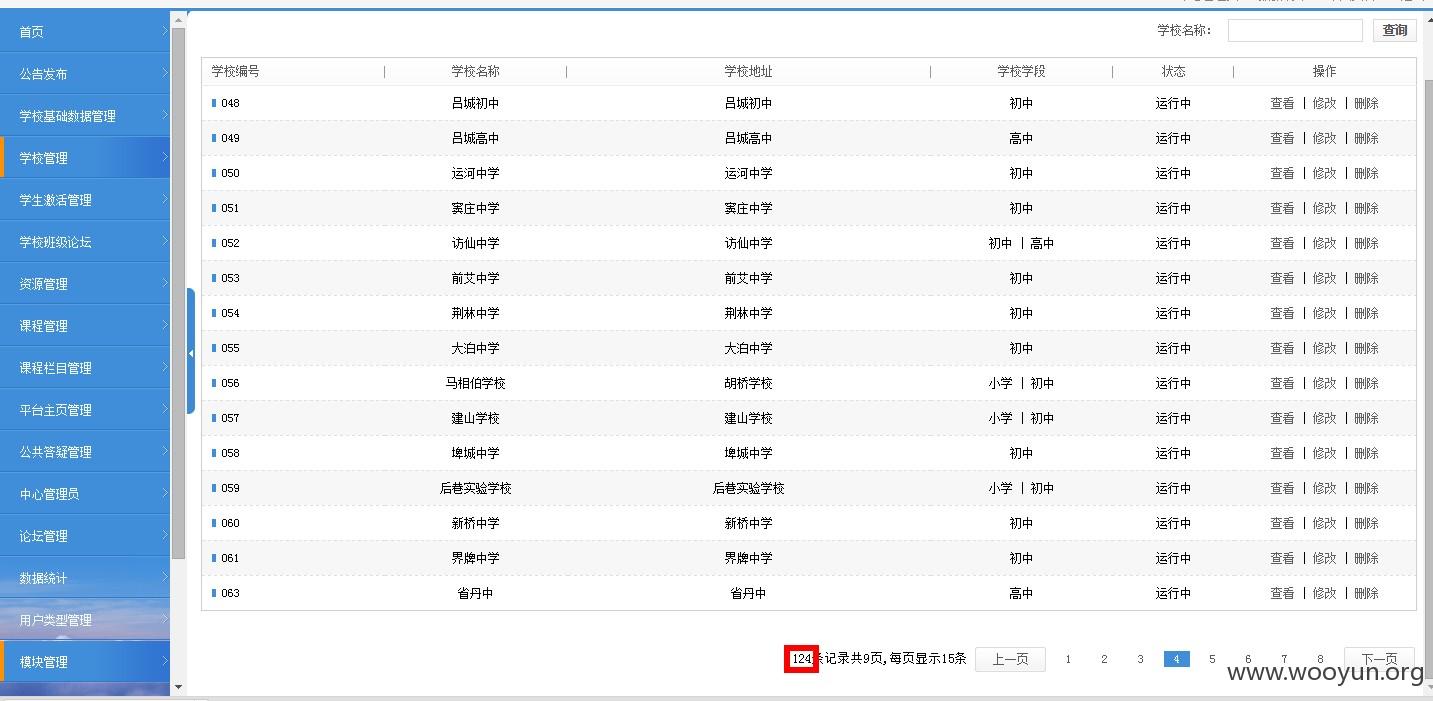 首页
公告发布
学校基础数据管理
学校管理
学生激活管理
学校班级论坛
资源管理
课程管理
课程栏目管理
平台主页管理
公共答疑管理
中心管理员
论坛管理
数据统计
用户类型管理
模块管理
学校名称： 查询
学校编号 | 学校名称 | 学校地址 | 学校学段 | 状态 | 操作
048 吕城初中 吕城初中 初中 运行中 查看 | 修改 | 删除
049 吕城高中 吕城高中 高中 运行中 查看 | 修改 | 删除
050 运河中学 运河中学 初中 运行中 查看 | 修改 | 删除
051 窦庄中学 窦庄中学 初中 运行中 查看 | 修改 | 删除
052 访仙中学 访仙中学 初中 | 高中 运行中 查看 | 修改 | 删除
053 前艾中学 前艾中学 初中 运行中 查看 | 修改 | 删除
054 荆林中学 荆林中学 初中 运行中 查看 | 修改 | 删除
055 大泊中学 大泊中学 初中 运行中 查看 | 修改 | 删除
056 马相伯学校 胡桥学校 小学 | 初中 运行中 查看 | 修改 | 删除
057 建山学校 建山学校 小学 | 初中 运行中 查看 | 修改 | 删除
058 埤城中学 埤城中学 初中 运行中 查看 | 修改 | 删除
059 后巷实验学校 后巷实验学校 小学 | 初中 运行中 查看 | 修改 | 删除
060 新桥中学 新桥中学 初中 运行中 查看 | 修改 | 删除
061 界牌中学 界牌中学 初中 运行中 查看 | 修改 | 删除
063 省丹中 省丹中 高中 运行中 查看 | 修改 | 删除
124条记录共9页,每页显示15条 上一页 1 2 3 4 5 6 7 8 下一页
www.wooyun.org